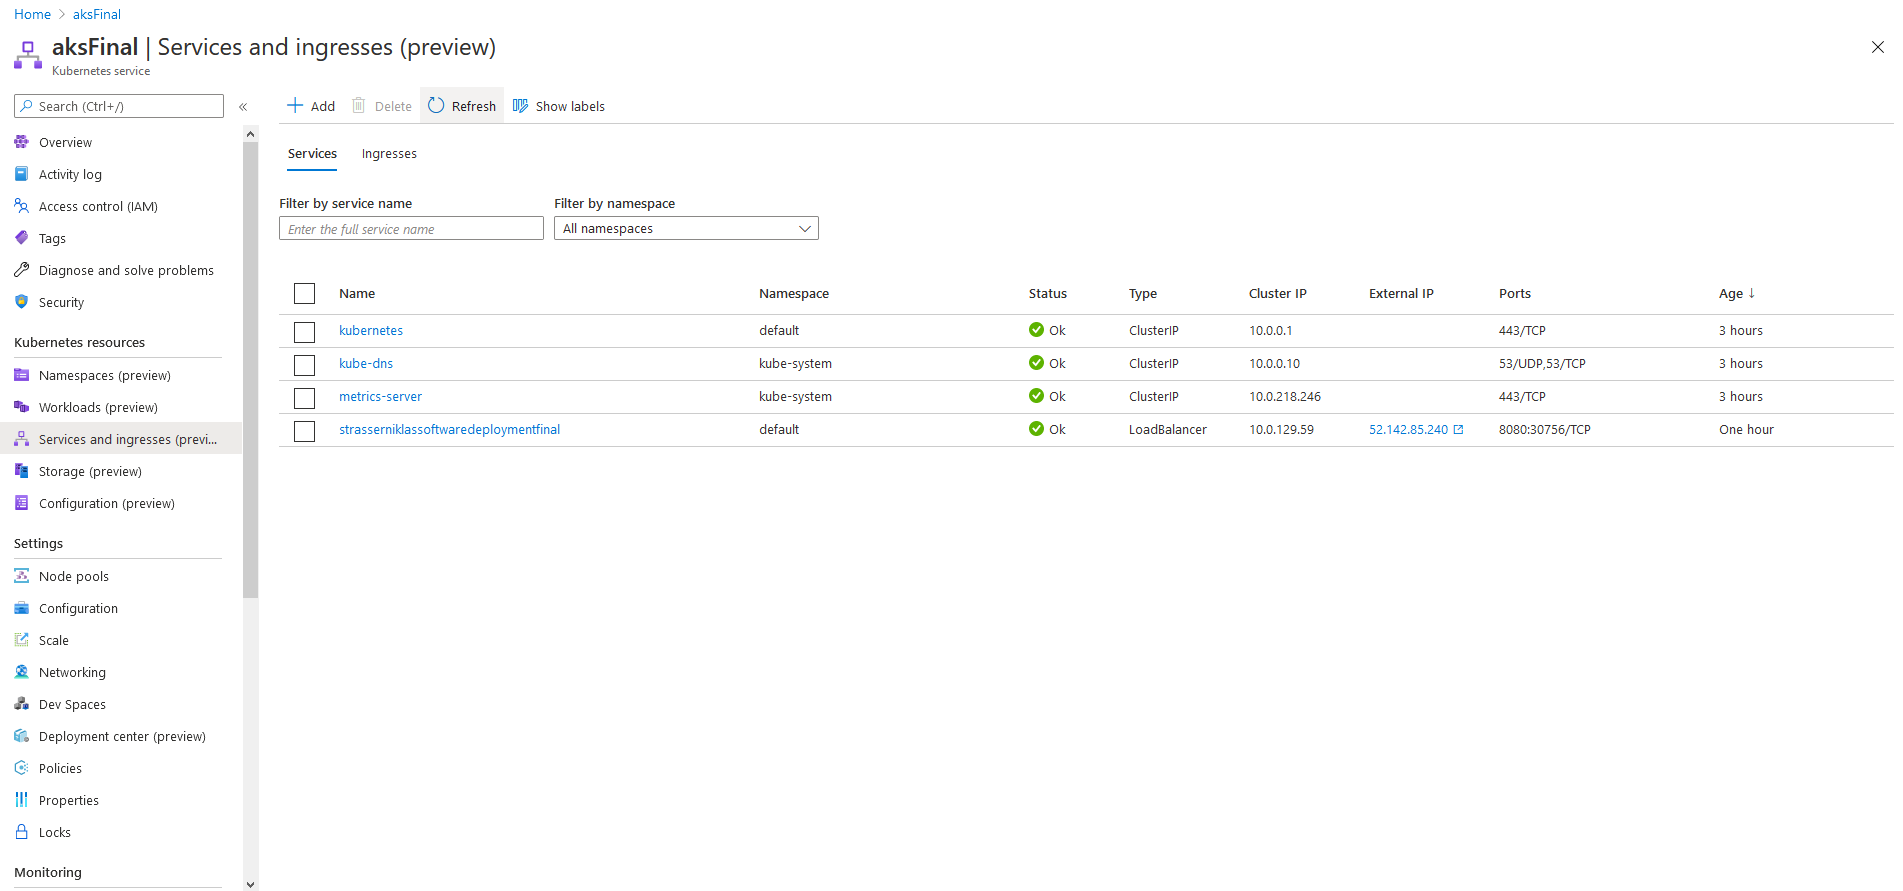 Home > aksFinal
aksFinal | Services and ingresses (preview)
Kubernetes service
Search (Ctrl+/)
«
Overview
Activity log
Access control (IAM)
Tags
Diagnose and solve problems
Security
Kubernetes resources
Namespaces (preview)
Workloads (preview)
Services and ingresses (previ...
Storage (preview)
Configuration (preview)
Settings
Node pools
Configuration
Scale
Networking
Dev Spaces
Deployment center (preview)
Policies
Properties
Locks
Monitoring
Add Delete Refresh Show labels
Services Ingresses
Filter by service name Filter by namespace
Enter the full service name All namespaces
Name Namespace Status Type Cluster IP External IP Ports Age ↓
kubernetes default Ok ClusterIP 10.0.0.1 443/TCP 3 hours
kube-dns kube-system Ok ClusterIP 10.0.0.10 53/UDP,53/TCP 3 hours
metrics-server kube-system Ok ClusterIP 10.0.218.246 443/TCP 3 hours
strasserniklassoftwaredeploymentfinal default Ok LoadBalancer 10.0.129.59 52.142.85.240 8080:30756/TCP One hour